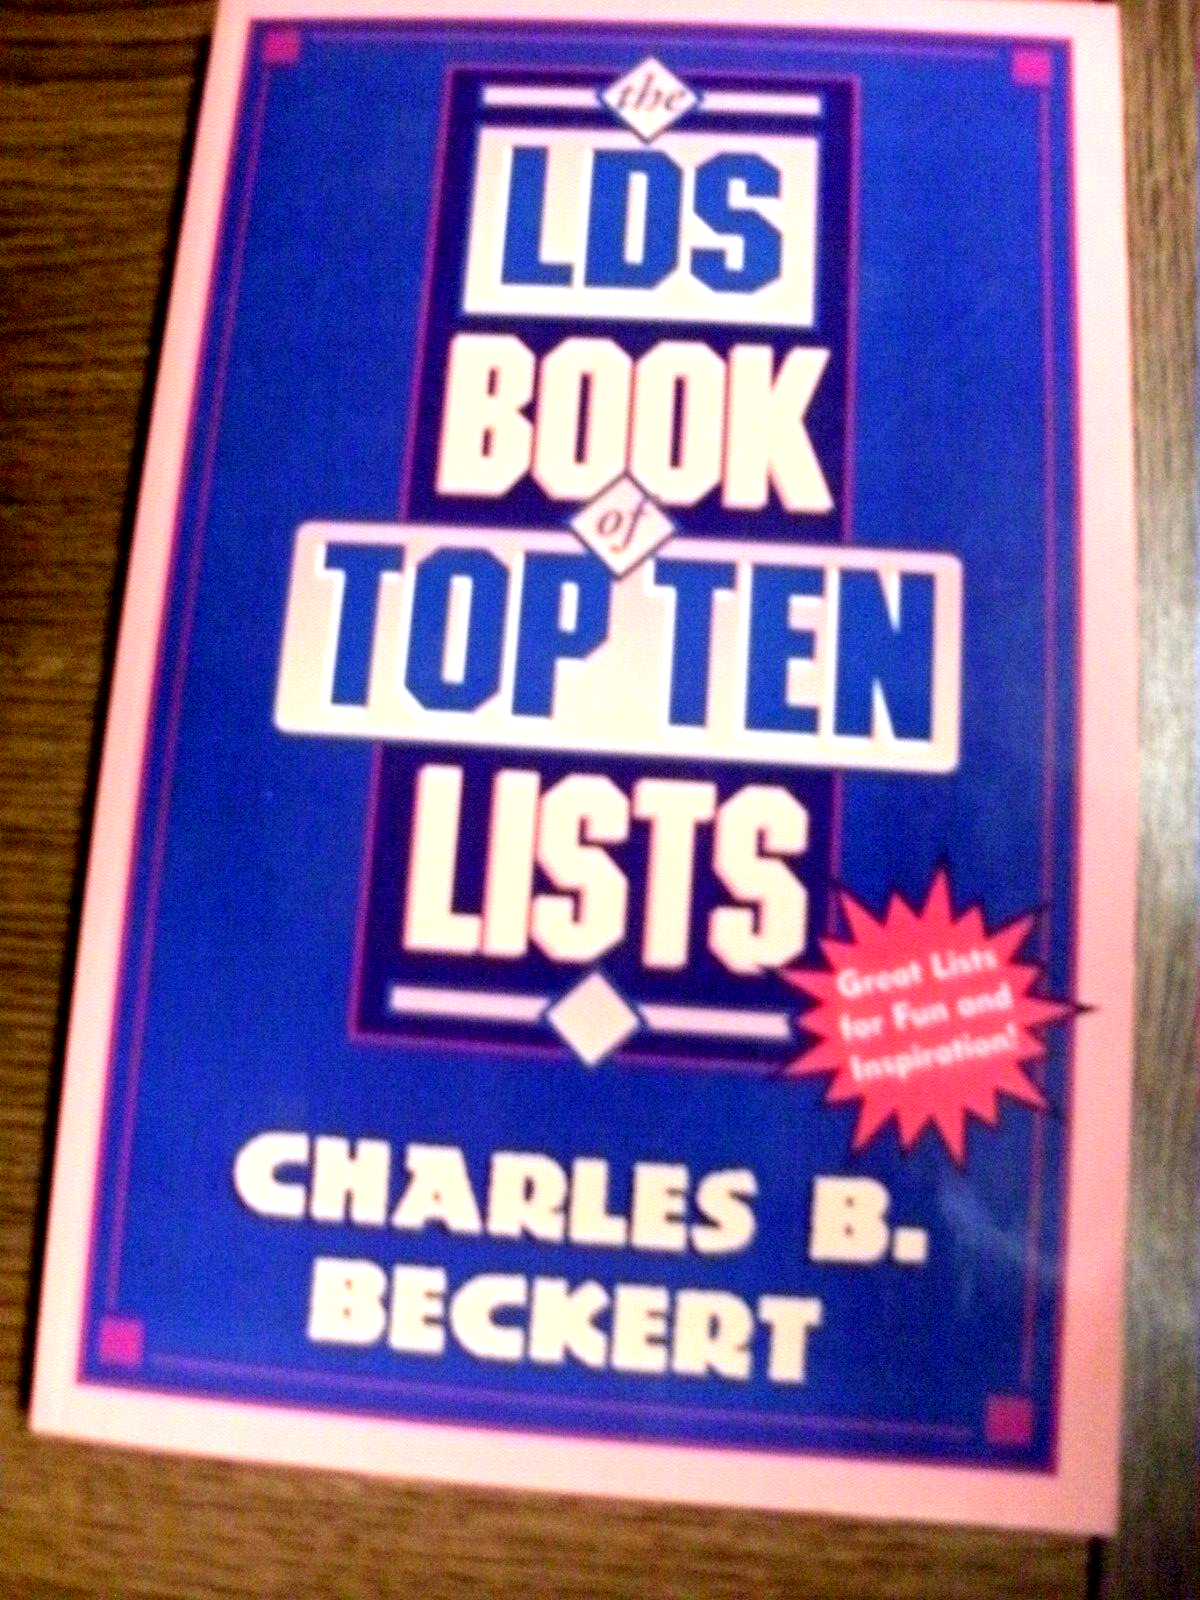 the
LDS
BOOK
of
TOP TEN
LISTS
Great Lists
for Fun and
Inspiration!
CHARLES B.
BECKERT